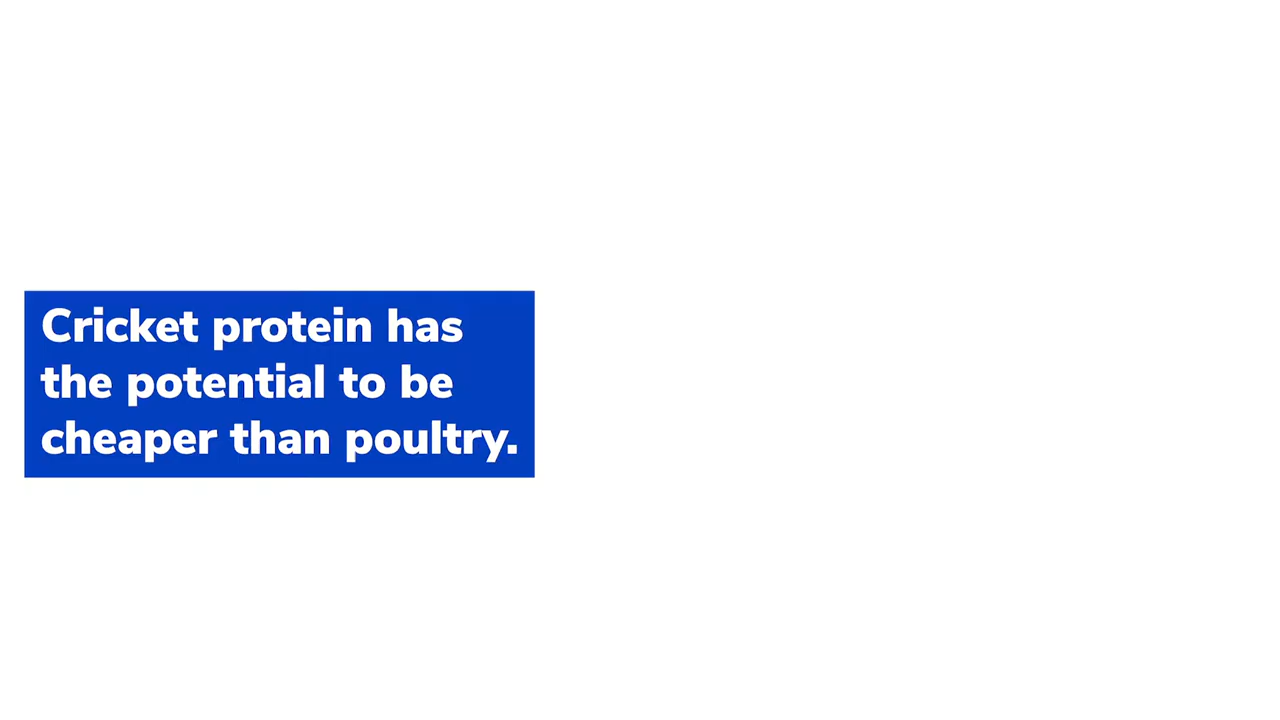 Cricket protein has
the potential to be
cheaper than poultry.